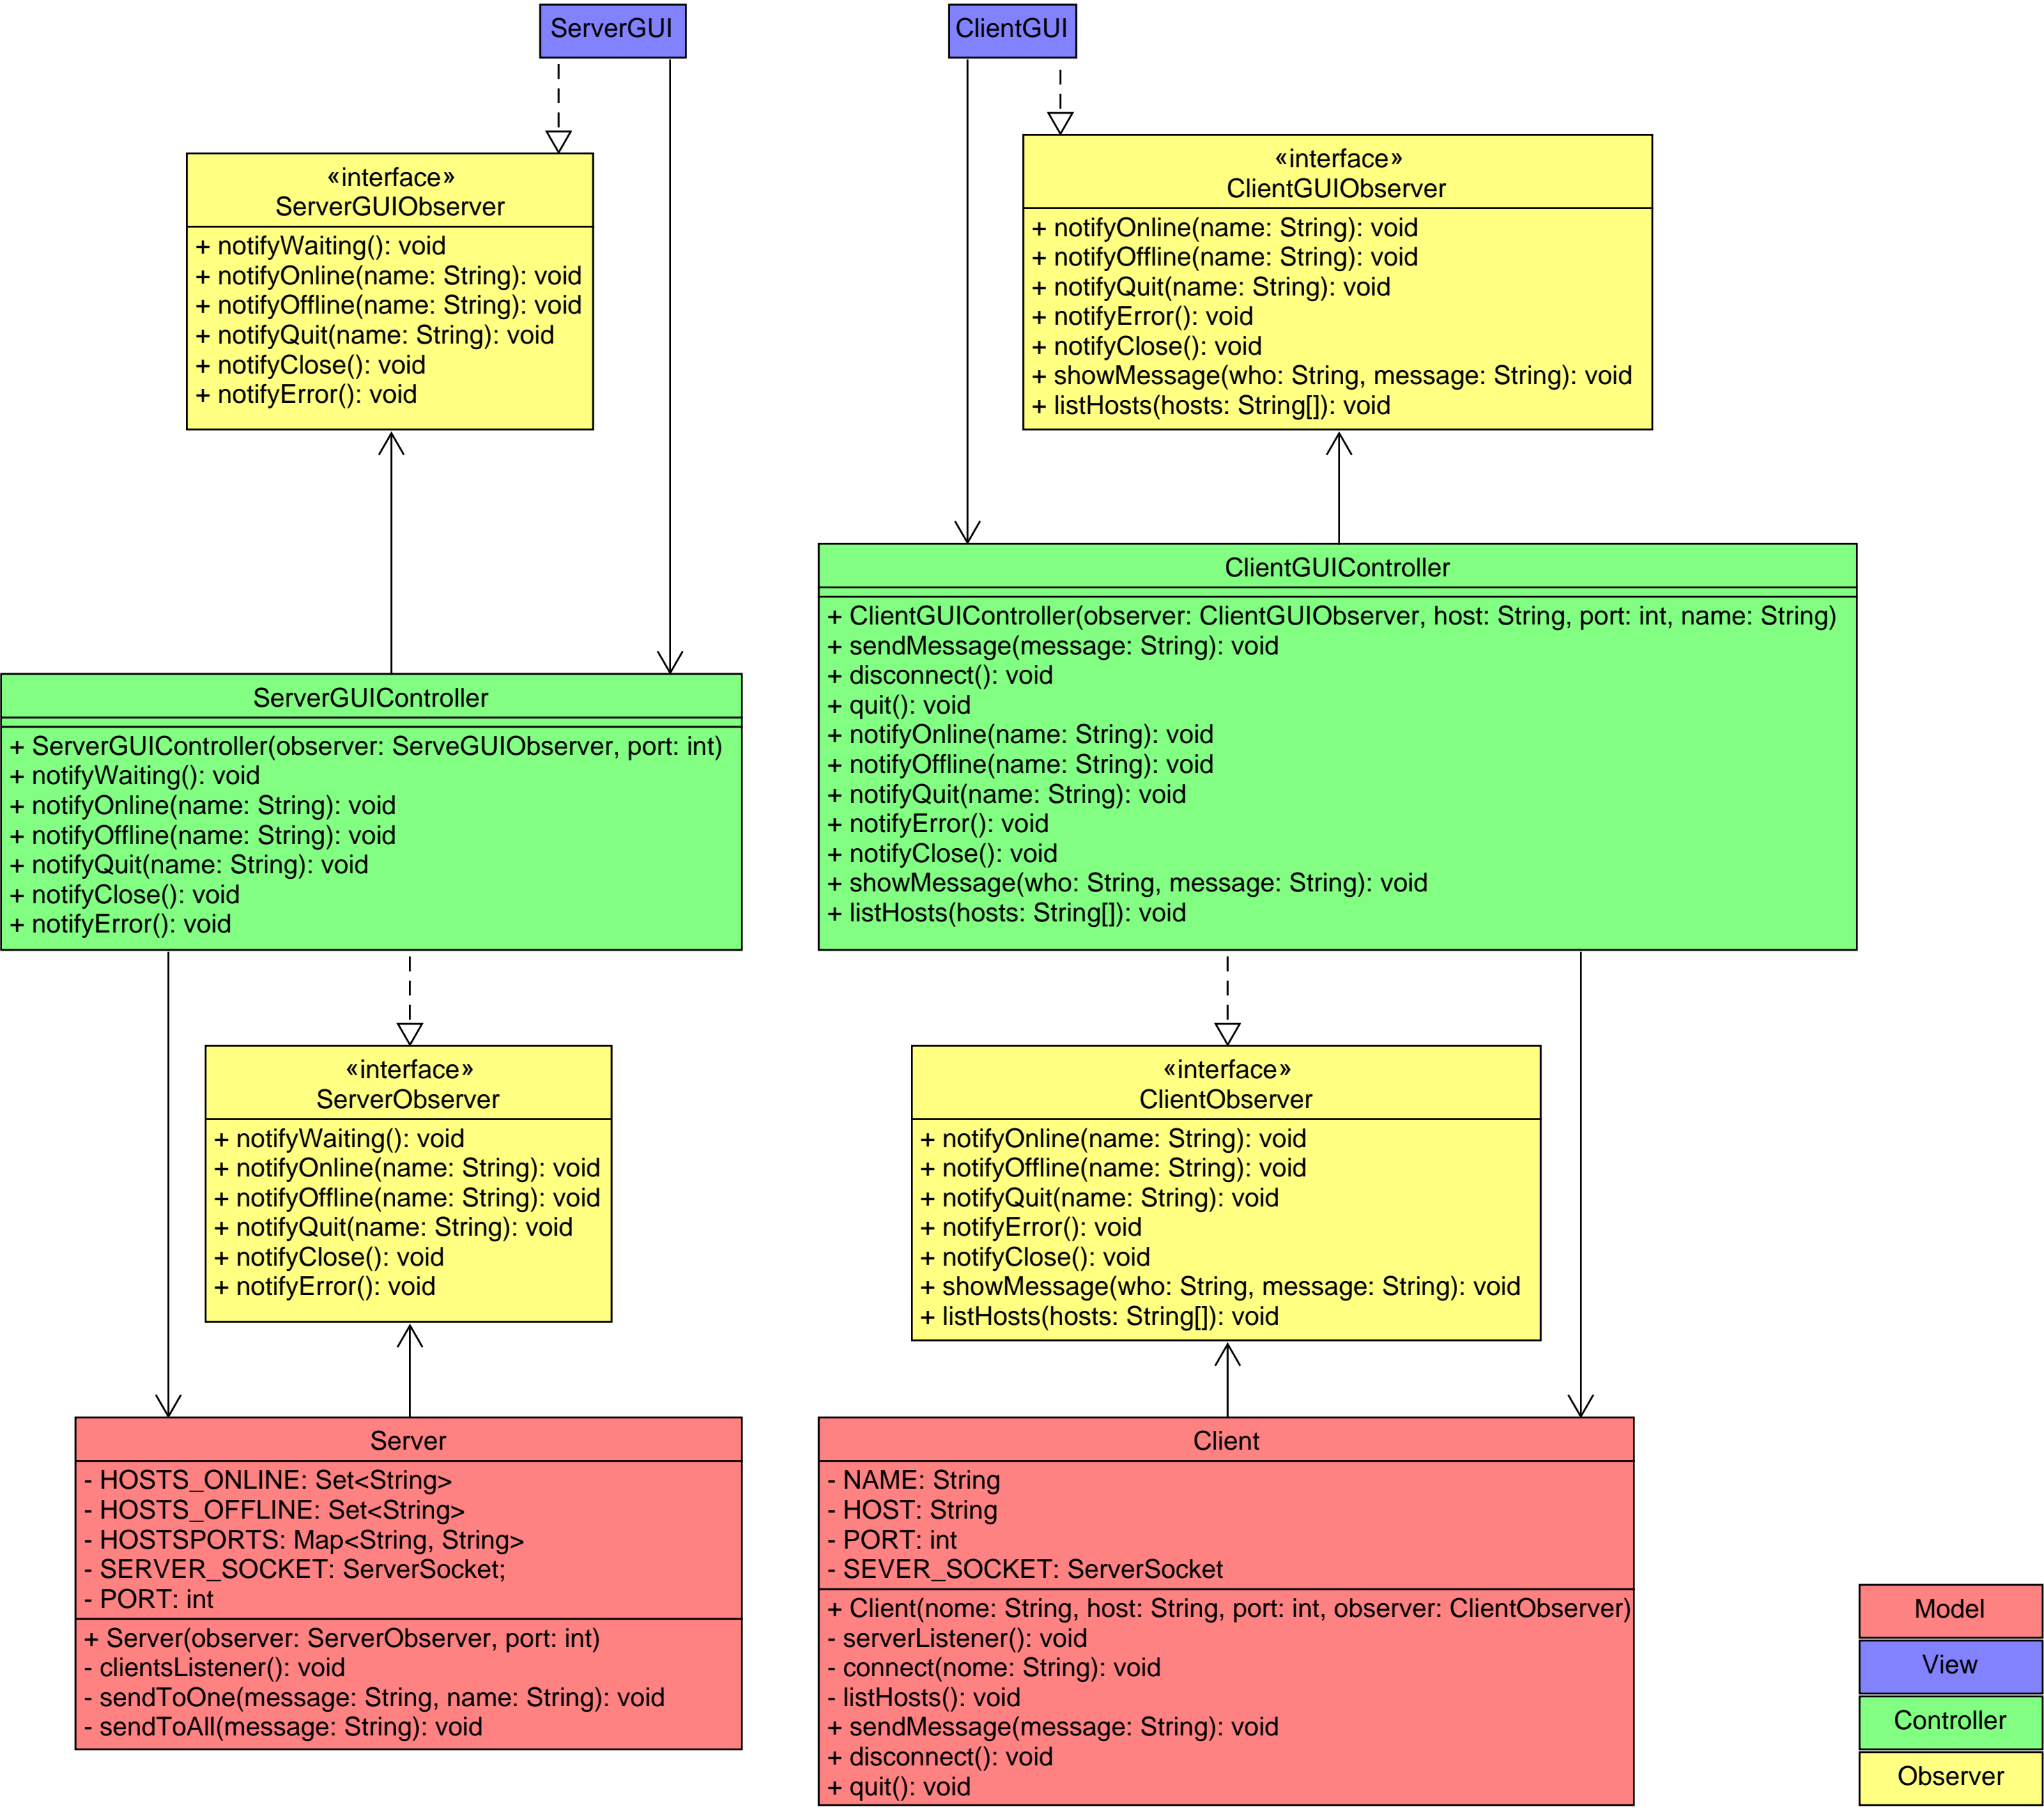 ServerGUI
ClientGUI
«interface»
ServerGUIObserver
+ notifyWaiting(): void
+ notifyOnline(name: String): void
+ notifyOffline(name: String): void
+ notifyQuit(name: String): void
+ notifyClose(): void
+ notifyError(): void
«interface»
ClientGUIObserver
+ notifyOnline(name: String): void
+ notifyOffline(name: String): void
+ notifyQuit(name: String): void
+ notifyError(): void
+ notifyClose(): void
+ showMessage(who: String, message: String): void
+ listHosts(hosts: String[]): void
ServerGUIController
+ ServerGUIController(observer: ServeGUIObserver, port: int)
+ notifyWaiting(): void
+ notifyOnline(name: String): void
+ notifyOffline(name: String): void
+ notifyQuit(name: String): void
+ notifyClose(): void
+ notifyError(): void
ClientGUIController
+ ClientGUIController(observer: ClientGUIObserver, host: String, port: int, name: String)
+ sendMessage(message: String): void
+ disconnect(): void
+ quit(): void
+ notifyOnline(name: String): void
+ notifyOffline(name: String): void
+ notifyQuit(name: String): void
+ notifyError(): void
+ notifyClose(): void
+ showMessage(who: String, message: String): void
+ listHosts(hosts: String[]): void
«interface»
ServerObserver
+ notifyWaiting(): void
+ notifyOnline(name: String): void
+ notifyOffline(name: String): void
+ notifyQuit(name: String): void
+ notifyClose(): void
+ notifyError(): void
«interface»
ClientObserver
+ notifyOnline(name: String): void
+ notifyOffline(name: String): void
+ notifyQuit(name: String): void
+ notifyError(): void
+ notifyClose(): void
+ showMessage(who: String, message: String): void
+ listHosts(hosts: String[]): void
Server
- HOSTS_ONLINE: Set<String>
- HOSTS_OFFLINE: Set<String>
- HOSTSPORTS: Map<String, String>
- SERVER_SOCKET: ServerSocket;
- PORT: int
+ Server(observer: ServerObserver, port: int)
- clientsListener(): void
- sendToOne(message: String, name: String): void
- sendToAll(message: String): void
Client
- NAME: String
- HOST: String
- PORT: int
- SEVER_SOCKET: ServerSocket
+ Client(nome: String, host: String, port: int, observer: ClientObserver)
- serverListener(): void
- connect(nome: String): void
- listHosts(): void
+ sendMessage(message: String): void
+ disconnect(): void
+ quit(): void
Model
View
Controller
Observer